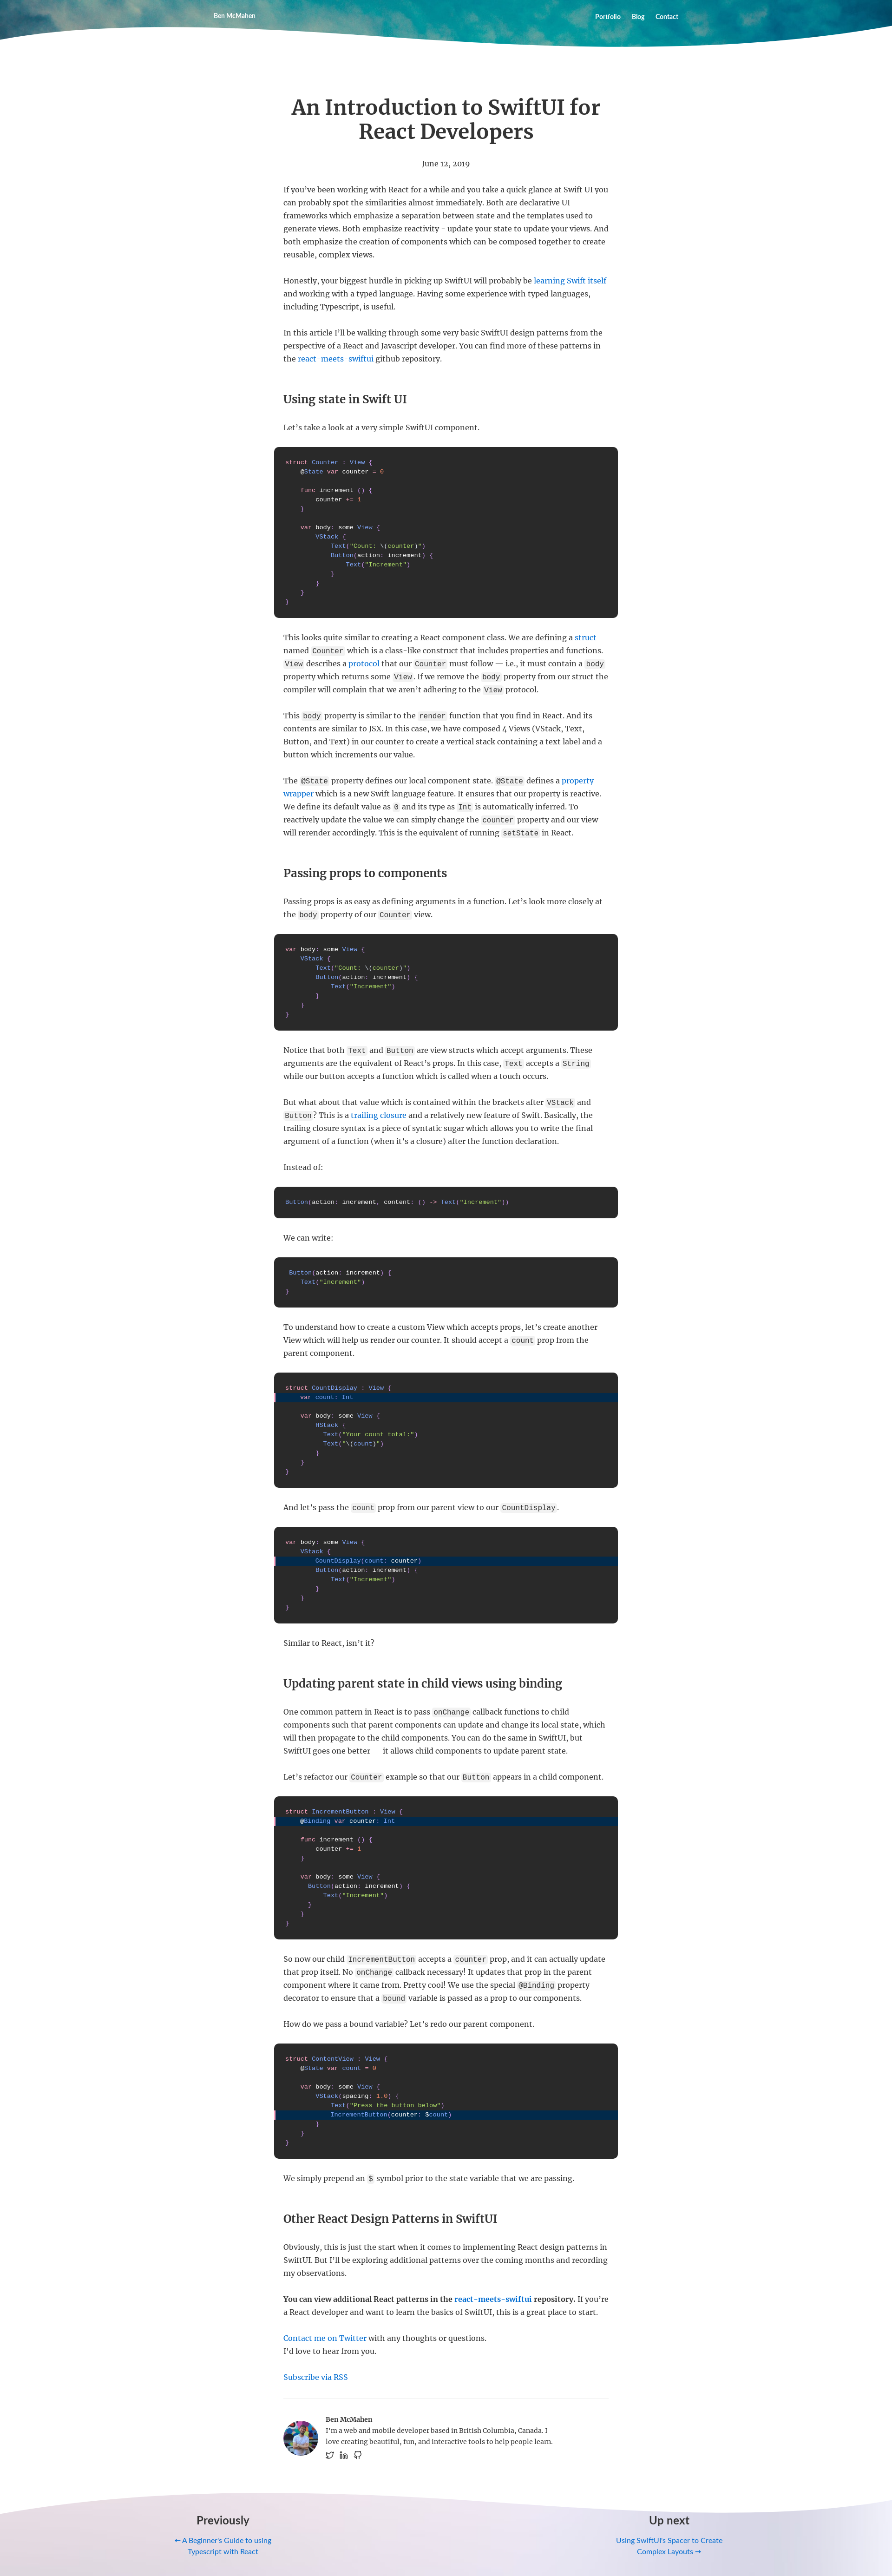 Ben McMahen
Portfolio Blog Contact
An Introduction to SwiftUI for
React Developers
June 12, 2019
If you've been working with React for a while and you take a quick glance at Swift UI you
can probably spot the similarities almost immediately. Both are declarative UI
frameworks which emphasize a separation between state and the templates used to
generate views. Both emphasize reactivity - update your state to update your views. And
both emphasize the creation of components which can be composed together to create
reusable, complex views.
Honestly, your biggest hurdle in picking up SwiftUI will probably be learning Swift itself
and working with a typed language. Having some experience with typed languages,
including Typescript, is useful.
In this article I'll be walking through some very basic SwiftUI design patterns from the
perspective of a React and Javascript developer. You can find more of these patterns in
the react-meets-swiftui github repository.
Using state in Swift UI
Let's take a look at a very simple SwiftUI component.
struct Counter : View {
    @State var counter = 0
    func increment () {
        counter += 1
    }
    var body: some View {
        VStack {
            Text("Count: \(counter)")
            Button(action: increment) {
                Text("Increment")
            }
        }
    }
}
This looks quite similar to creating a React component class. We are defining a struct
named Counter which is a class-like construct that includes properties and functions.
View describes a protocol that our Counter must follow — i.e., it must contain a body
property which returns some View. If we remove the body property from our struct the
compiler will complain that we aren't adhering to the View protocol.
This body property is similar to the render function that you find in React. And its
contents are similar to JSX. In this case, we have composed 4 Views (VStack, Text,
Button, and Text) in our counter to create a vertical stack containing a text label and a
button which increments our value.
The @State property defines our local component state. @State defines a property
wrapper which is a new Swift language feature. It ensures that our property is reactive.
We define its default value as 0 and its type as Int is automatically inferred. To
reactively update the value we can simply change the counter property and our view
will rerender accordingly. This is the equivalent of running setState in React.
Passing props to components
Passing props is as easy as defining arguments in a function. Let's look more closely at
the body property of our Counter view.
var body: some View {
    VStack {
        Text("Count: \(counter)")
        Button(action: increment) {
            Text("Increment")
        }
    }
}
Notice that both Text and Button are view structs which accept arguments. These
arguments are the equivalent of React's props. In this case, Text accepts a String
while our button accepts a function which is called when a touch occurs.
But what about that value which is contained within the brackets after VStack and
Button? This is a trailing closure and a relatively new feature of Swift. Basically, the
trailing closure syntax is a piece of syntatic sugar which allows you to write the final
argument of a function (when it's a closure) after the function declaration.
Instead of:
Button(action: increment, content: () -> Text("Increment"))
We can write:
 Button(action: increment) {
    Text("Increment")
}
To understand how to create a custom View which accepts props, let's create another
View which will help us render our counter. It should accept a count prop from the
parent component.
struct CountDisplay : View {
    var count: Int
    var body: some View {
        HStack {
          Text("Your count total:")
          Text("\(count)")
        }
    }
}
And let's pass the count prop from our parent view to our CountDisplay.
var body: some View {
    VStack {
        CountDisplay(count: counter)
        Button(action: increment) {
            Text("Increment")
        }
    }
}
Similar to React, isn't it?
Updating parent state in child views using binding
One common pattern in React is to pass onChange callback functions to child
components such that parent components can update and change its local state, which
will then propagate to the child components. You can do the same in SwiftUI, but
SwiftUI goes one better — it allows child components to update parent state.
Let's refactor our Counter example so that our Button appears in a child component.
struct IncrementButton : View {
    @Binding var counter: Int
    func increment () {
        counter += 1
    }
    var body: some View {
      Button(action: increment) {
          Text("Increment")
      }
    }
}
So now our child IncrementButton accepts a counter prop, and it can actually update
that prop itself. No onChange callback necessary! It updates that prop in the parent
component where it came from. Pretty cool! We use the special @Binding property
decorator to ensure that a bound variable is passed as a prop to our components.
How do we pass a bound variable? Let's redo our parent component.
struct ContentView : View {
    @State var count = 0
    var body: some View {
        VStack(spacing: 1.0) {
            Text("Press the button below")
            IncrementButton(counter: $count)
        }
    }
}
We simply prepend an $ symbol prior to the state variable that we are passing.
Other React Design Patterns in SwiftUI
Obviously, this is just the start when it comes to implementing React design patterns in
SwiftUI. But I'll be exploring additional patterns over the coming months and recording
my observations.
You can view additional React patterns in the react-meets-swiftui repository. If you're
a React developer and want to learn the basics of SwiftUI, this is a great place to start.
Contact me on Twitter with any thoughts or questions.
I'd love to hear from you.
Subscribe via RSS
Ben McMahen
I'm a web and mobile developer based in British Columbia, Canada. I
love creating beautiful, fun, and interactive tools to help people learn.
Previously
← A Beginner's Guide to using
Typescript with React
Up next
Using SwiftUI's Spacer to Create
Complex Layouts →